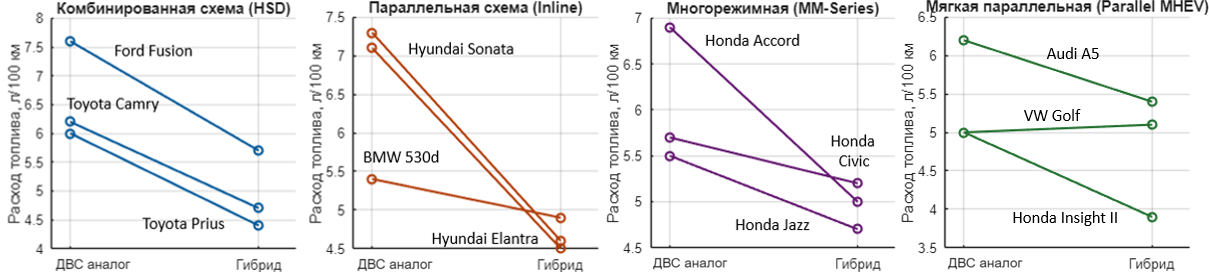 Комбинированная схема (HSD)
Расход топлива, л/100 км
8
7.5
7
6.5
6
5.5
5
4.5
4
Ford Fusion
Toyota Camry
Toyota Prius
ДВС аналог
Гибрид
Параллельная схема (Inline)
Расход топлива, л/100 км
7.5
7
6.5
6
5.5
5
4.5
Hyundai Sonata
BMW 530d
Hyundai Elantra
ДВС аналог
Гибрид
Многорежимная (MM-Series)
Расход топлива, л/100 км
7
6.5
6
5.5
5
4.5
Honda Accord
Honda
Civic
Honda Jazz
ДВС аналог
Гибрид
Мягкая параллельная (Parallel MHEV)
Расход топлива, л/100 км
6.5
6
5.5
5
4.5
4
3.5
Audi A5
VW Golf
Honda Insight II
ДВС аналог
Гибрид